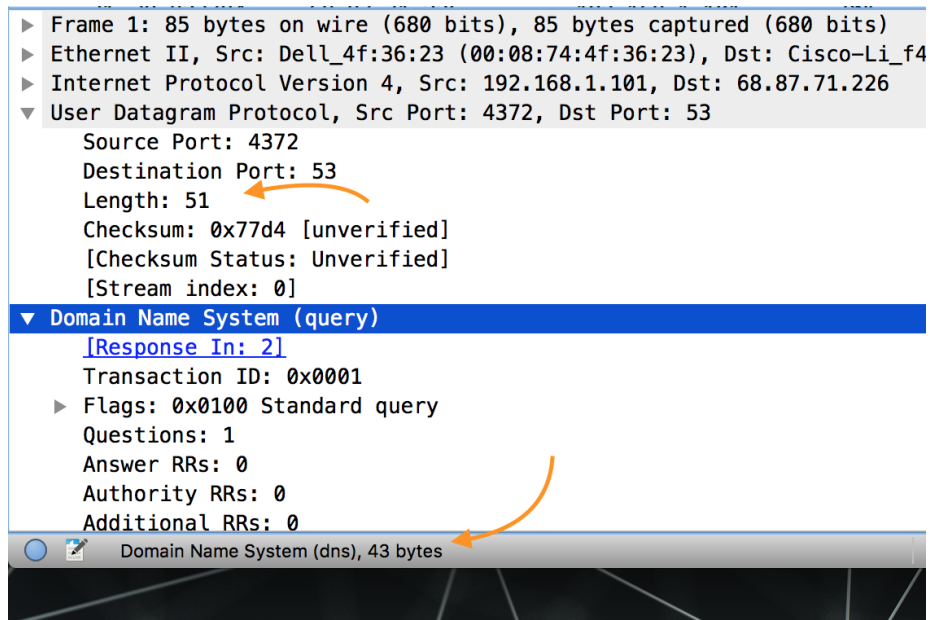 Frame 1: 85 bytes on wire (680 bits), 85 bytes captured (680 bits)
Ethernet II, Src: Dell_4f:36:23 (00:08:74:4f:36:23), Dst: Cisco-Li_f4
Internet Protocol Version 4, Src: 192.168.1.101, Dst: 68.87.71.226
User Datagram Protocol, Src Port: 4372, Dst Port: 53
Source Port: 4372
Destination Port: 53
Length: 51
Checksum: 0x77d4 [unverified]
[Checksum Status: Unverified]
[Stream index: 0]
Domain Name System (query)
[Response In: 2]
Transaction ID: 0x0001
Flags: 0x0100 Standard query
Questions: 1
Answer RRs: 0
Authority RRs: 0
Additional RRs: 0
Domain Name System (dns), 43 bytes